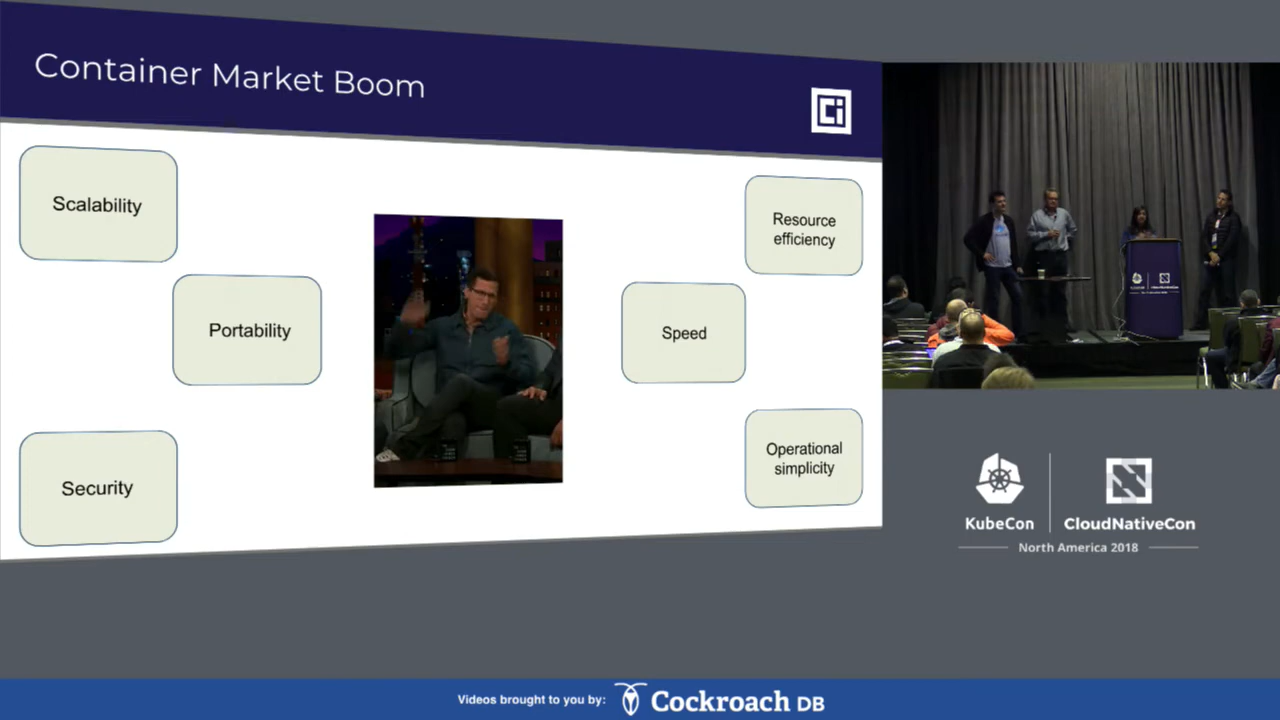 Container Market Boom
Ci
Scalability
Portability
Security
Resource
efficiency
Speed
Operational
simplicity
KubeCon
CloudNativeCon
North America 2018
Videos brought to you by:
Cockroach DB